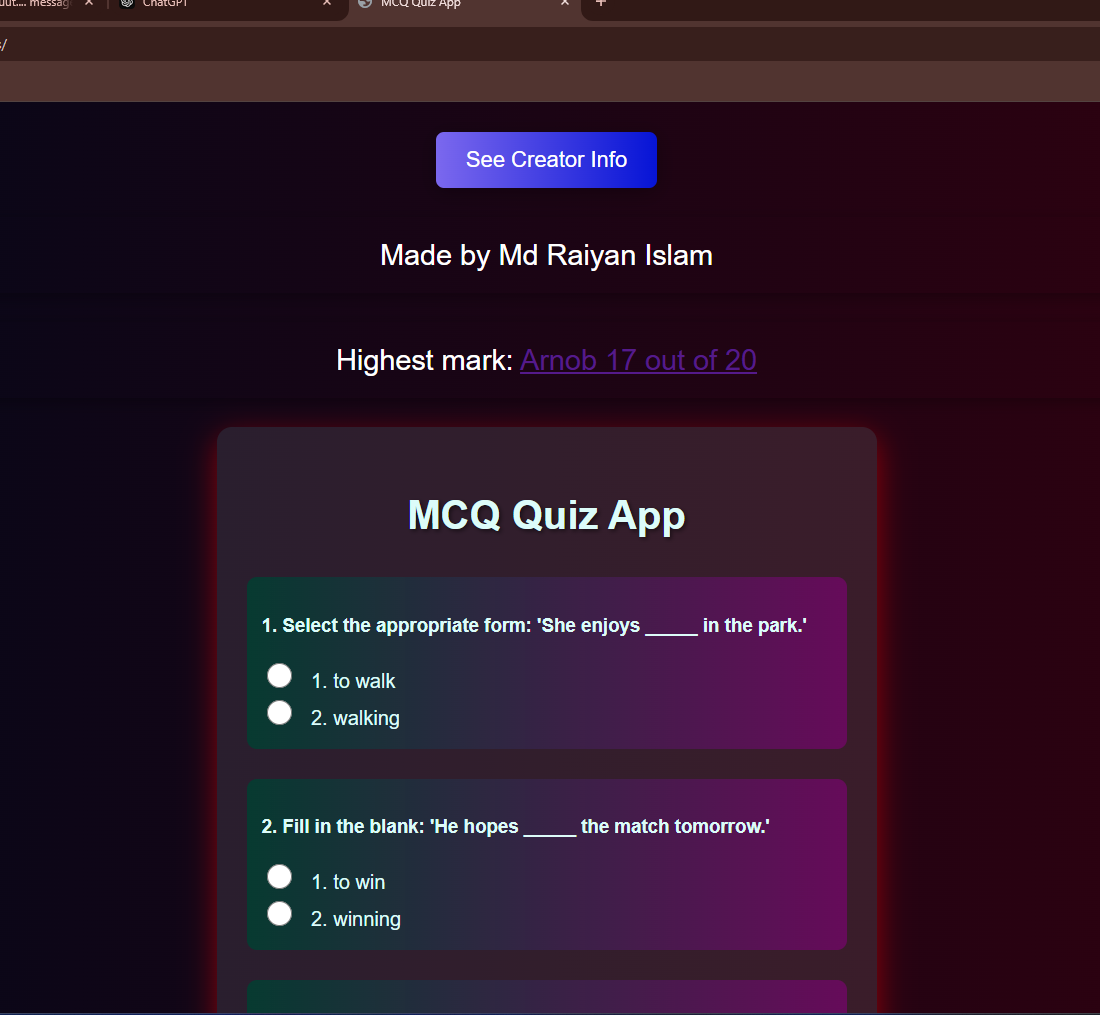 message
ChatGPT
MCQ Quiz App
/
See Creator Info
Made by Md Raiyan Islam
Highest mark: Arnob 17 out of 20
MCQ Quiz App
1. Select the appropriate form: 'She enjoys _____ in the park.'
1. to walk
2. walking
2. Fill in the blank: 'He hopes _____ the match tomorrow.'
1. to win
2. winning